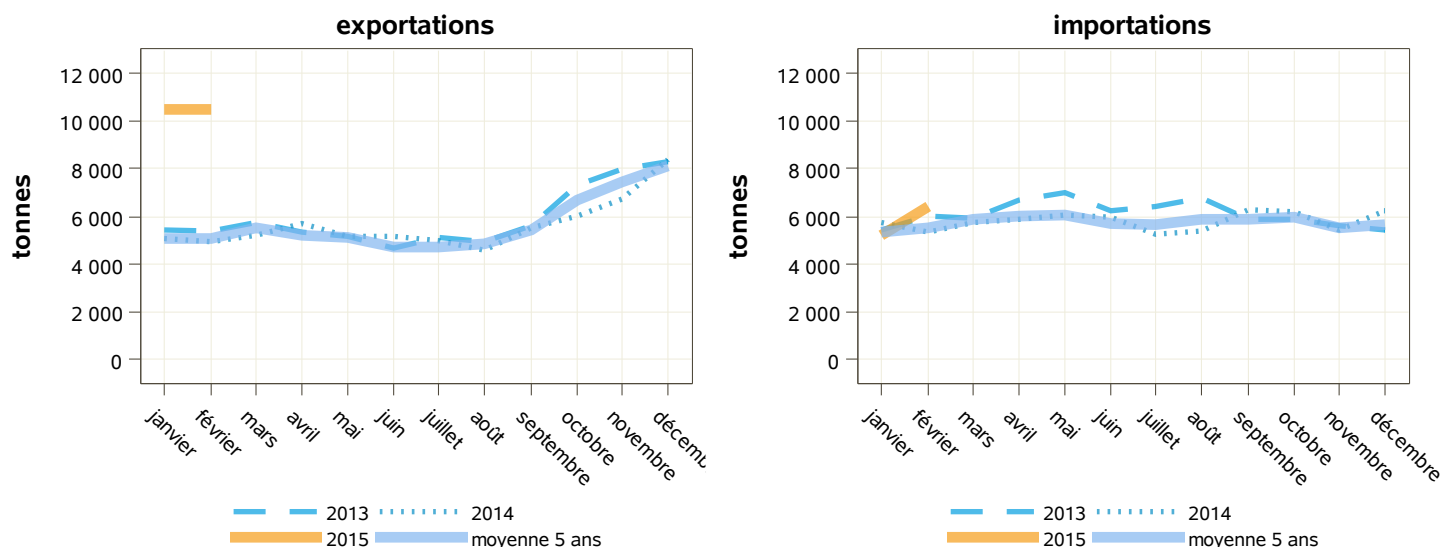 exportations
tonnes
12 000
10 000
8 000
6 000
4 000
2 000
0
janvier
février
mars
avril
mai
juin
juillet
août
septembre
octobre
novembre
décemb
2013
2014
2015
moyenne 5 ans
importations
tonnes
12 000
10 000
8 000
6 000
4 000
2 000
0
janvier
février
mars
avril
mai
juin
juillet
août
septembre
octobre
novembre
décembre
2013
2014
2015
moyenne 5 ans